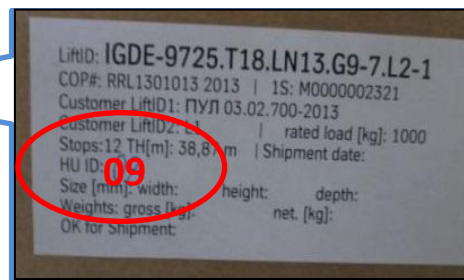 LiftID: IGDE-9725.T18.LN13.G9-7.L2-1
COP#: RRL1301013 2013 | 1S: M0000002321
Customer LiftID1: ПУЛ 03.02.700-2013
Customer LiftID2: L1 | rated load [kg]: 1000
Stops: 12 TH[m]: 38,87 m | Shipment date:
HU ID: 09
Size [mm]: width: height: depth:
Weights: gross [kg]: net. [kg]:
OK for Shipment: